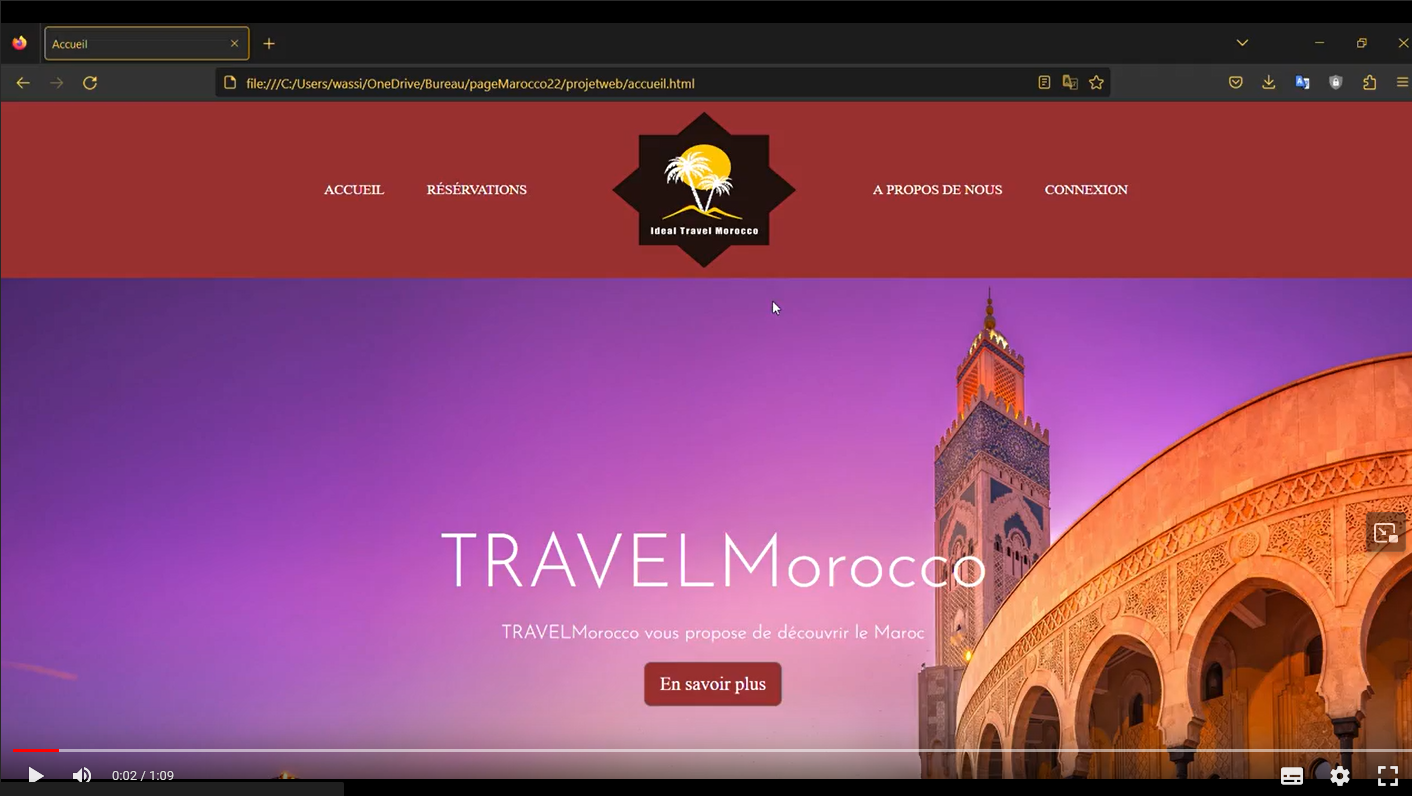 Accueil
file:///C:/Users/wassi/OneDrive/Bureau/pageMarocco22/projetweb/accueil.html
ACCUEIL RÉSÉRVATIONS A PROPOS DE NOUS CONNEXION
Ideal Travel Morocco
TRAVELMorocco
TRAVELMorocco vous propose de découvrir le Maroc
En savoir plus
0:02 / 1:09